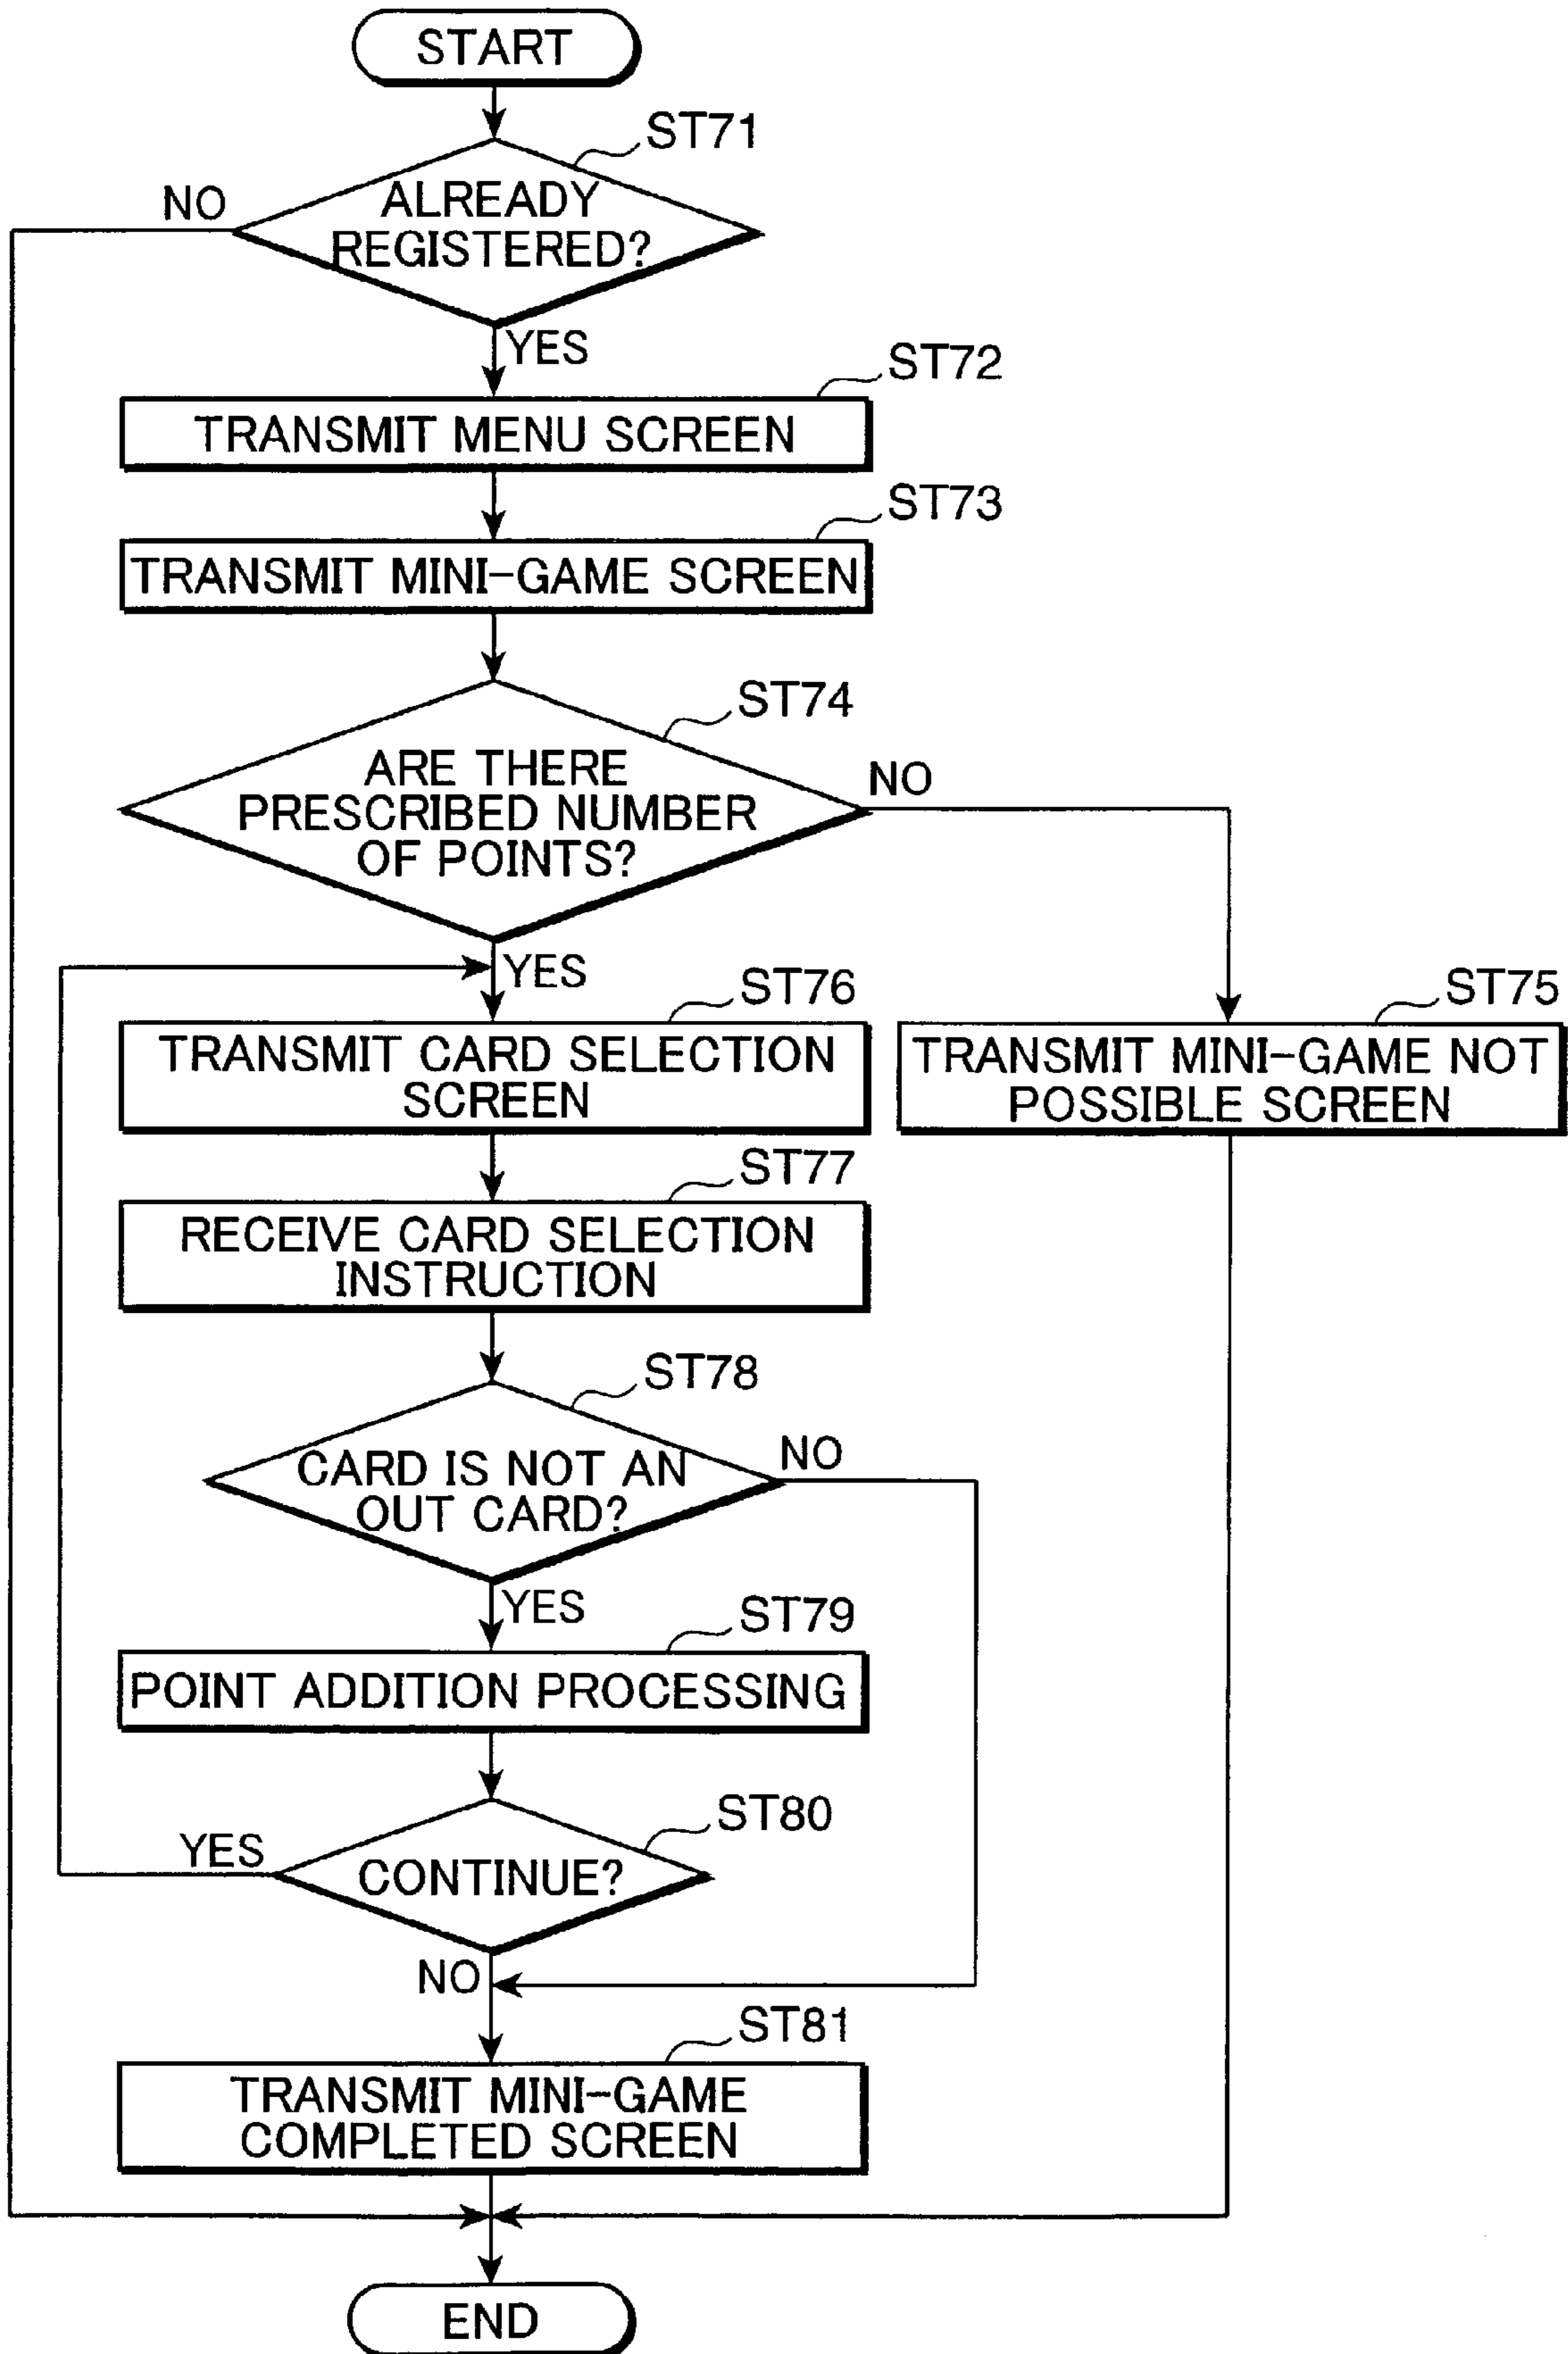 START
ST71
NO
ALREADY
REGISTERED?
YES
ST72
TRANSMIT MENU SCREEN
ST73
TRANSMIT MINI-GAME SCREEN
ST74
ARE THERE
PRESCRIBED NUMBER
OF POINTS?
NO
YES
ST76
TRANSMIT CARD SELECTION
SCREEN
ST75
TRANSMIT MINI-GAME NOT
POSSIBLE SCREEN
ST77
RECEIVE CARD SELECTION
INSTRUCTION
ST78
CARD IS NOT AN
OUT CARD?
NO
YES
ST79
POINT ADDITION PROCESSING
ST80
YES
CONTINUE?
NO
ST81
TRANSMIT MINI-GAME
COMPLETED SCREEN
END